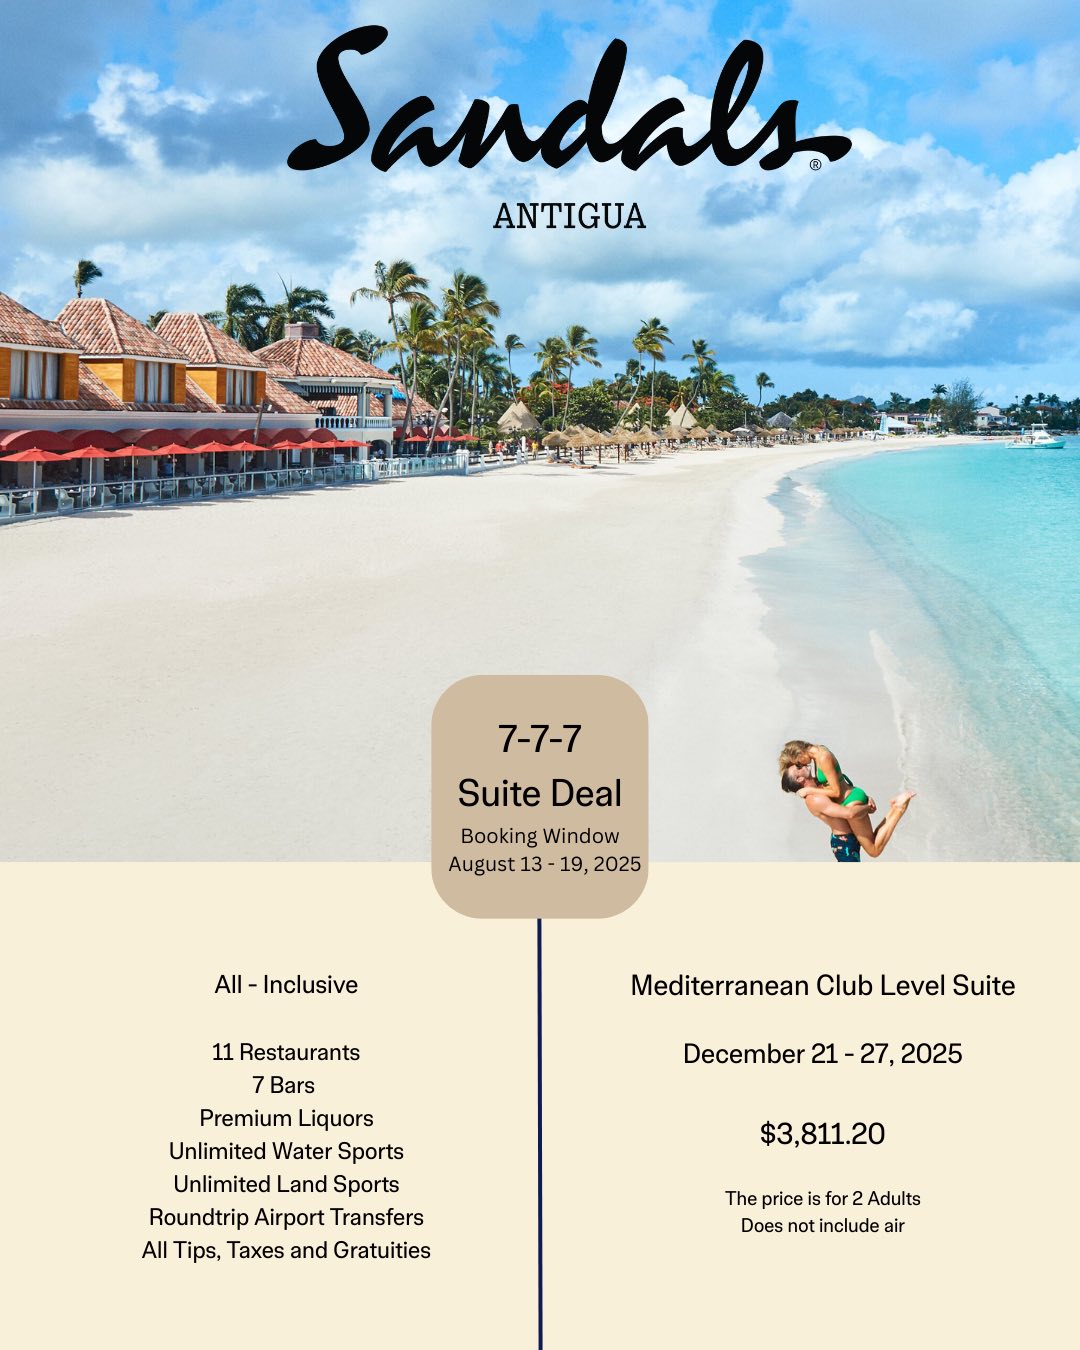 Sandals®
ANTIGUA
7-7-7
Suite Deal
Booking Window
August 13 - 19, 2025
All - Inclusive
11 Restaurants
7 Bars
Premium Liquors
Unlimited Water Sports
Unlimited Land Sports
Roundtrip Airport Transfers
All Tips, Taxes and Gratuities
Mediterranean Club Level Suite
December 21 - 27, 2025
$3,811.20
The price is for 2 Adults
Does not include air